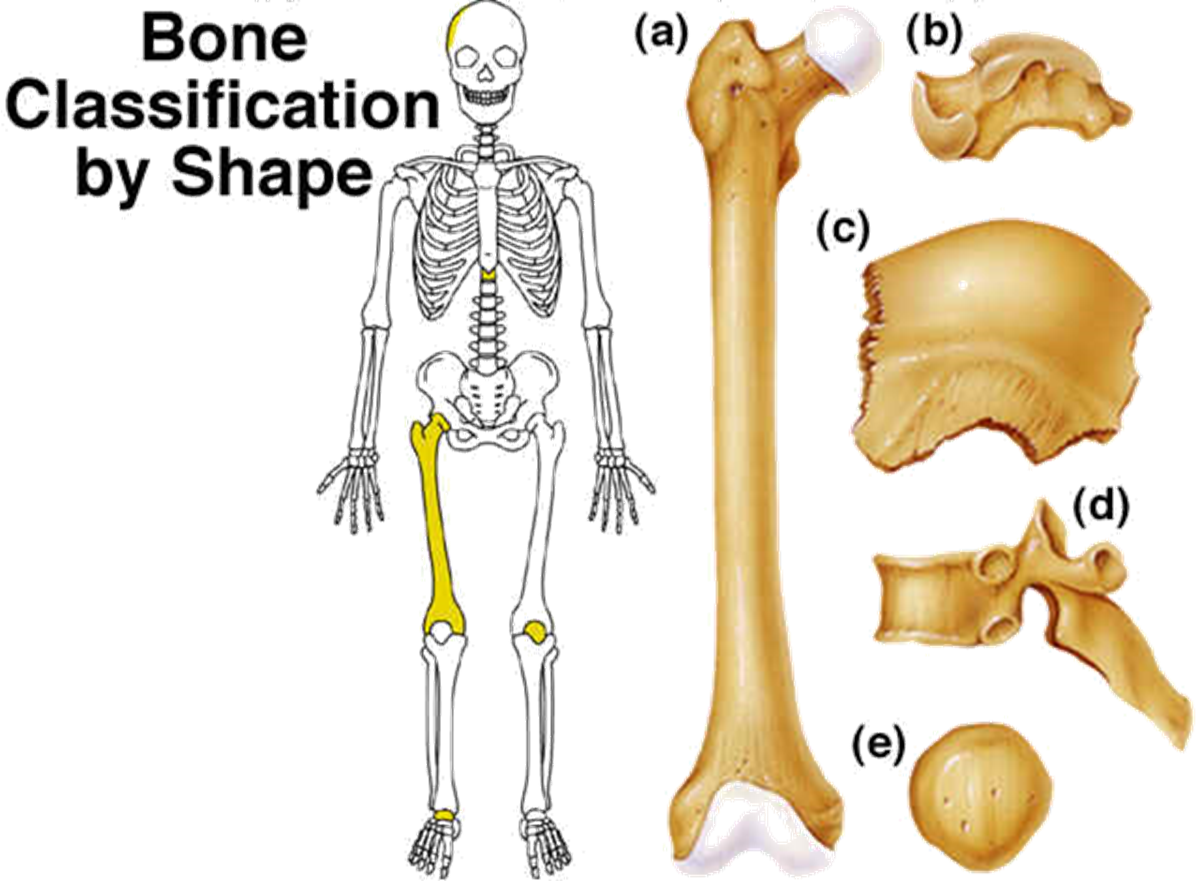 Bone
Classification
by Shape
(a)
(b)
(c)
(d)
(e)